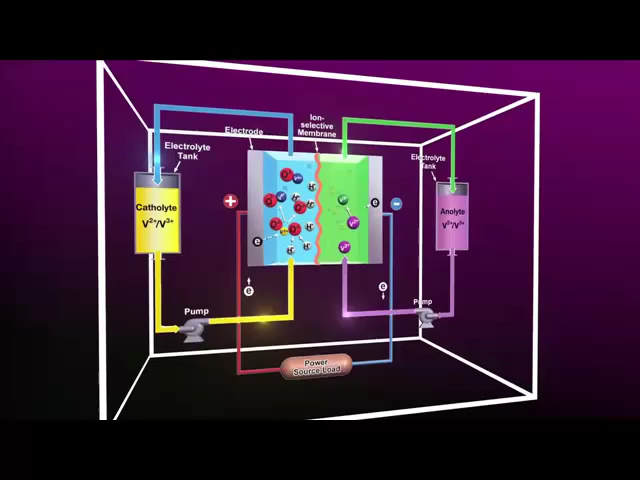 Ion-
selective
Membrane
Electrode
Electrolyte
Tank
Electrolyte
Tank
Catholyte
V²⁺/V³⁺
Anolyte
V²⁺/V³⁺
+
−
e
e
e
e
Pump
Pump
Power
Source-Load